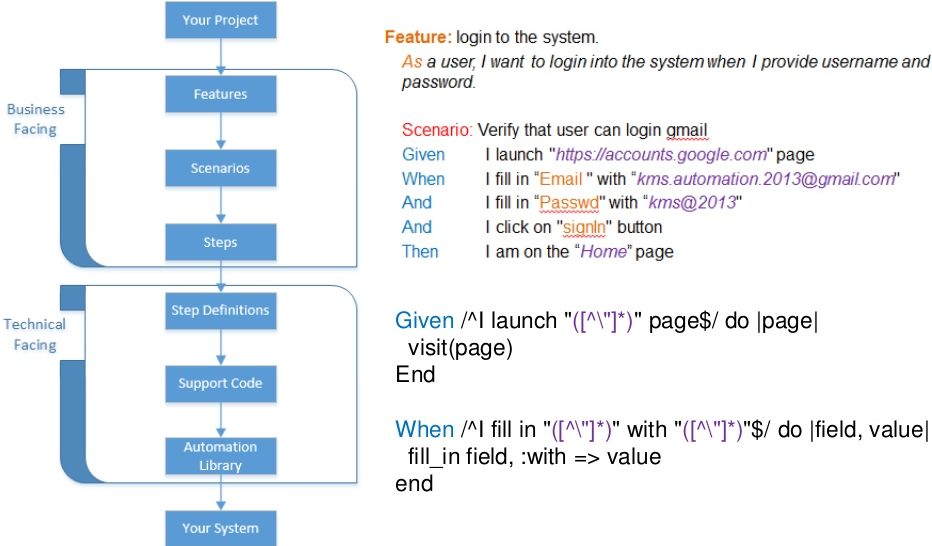 Your Project
Business
Facing
Features
Scenarios
Steps
Technical
Facing
Step Definitions
Support Code
Automation
Library
Your System
Feature: login to the system.
As a user, I want to login into the system when I provide username and
password.
Scenario: Verify that user can login gmail
Given I launch "https://accounts.google.com" page
When I fill in “Email ” with “kms.automation.2013@gmail.com”
And I fill in “Passwd” with “kms@2013”
And I click on "signIn" button
Then I am on the “Home” page
Given /^I launch "([^\"]*)" page$/ do |page|
visit(page)
End
When /^I fill in "([^\"]*)" with "([^\"]*)"$/ do |field, value|
fill_in field, :with => value
end